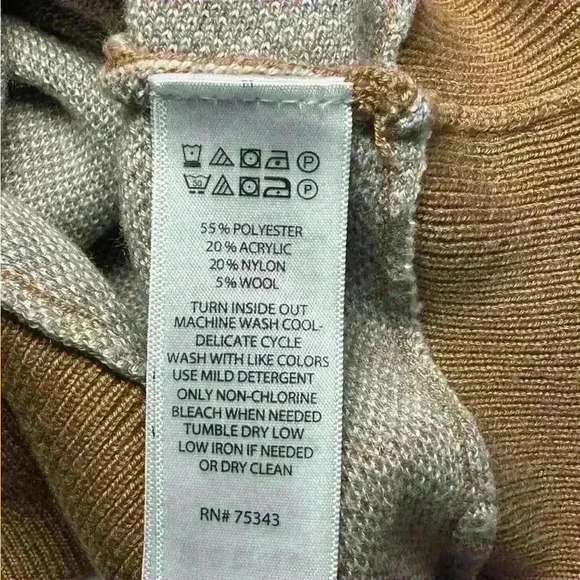 P
30 P
55% POLYESTER
20% ACRYLIC
20% NYLON
5% WOOL
TURN INSIDE OUT
MACHINE WASH COOL-
DELICATE CYCLE
WASH WITH LIKE COLORS
USE MILD DETERGENT
ONLY NON-CHLORINE
BLEACH WHEN NEEDED
TUMBLE DRY LOW
LOW IRON IF NEEDED
OR DRY CLEAN
RN# 75343